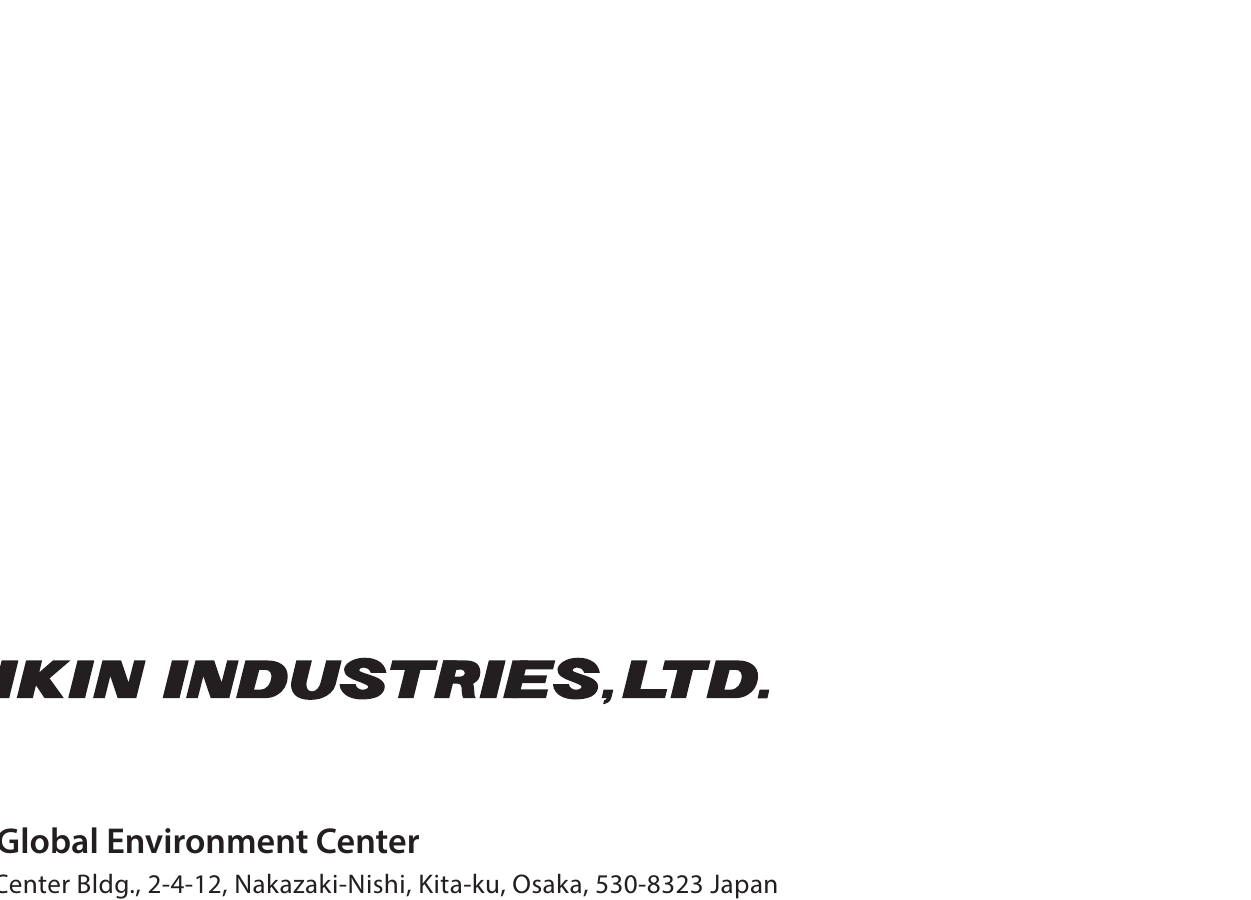 IKIN INDUSTRIES, LTD.
Global Environment Center
Center Bldg., 2-4-12, Nakazaki-Nishi, Kita-ku, Osaka, 530-8323 Japan